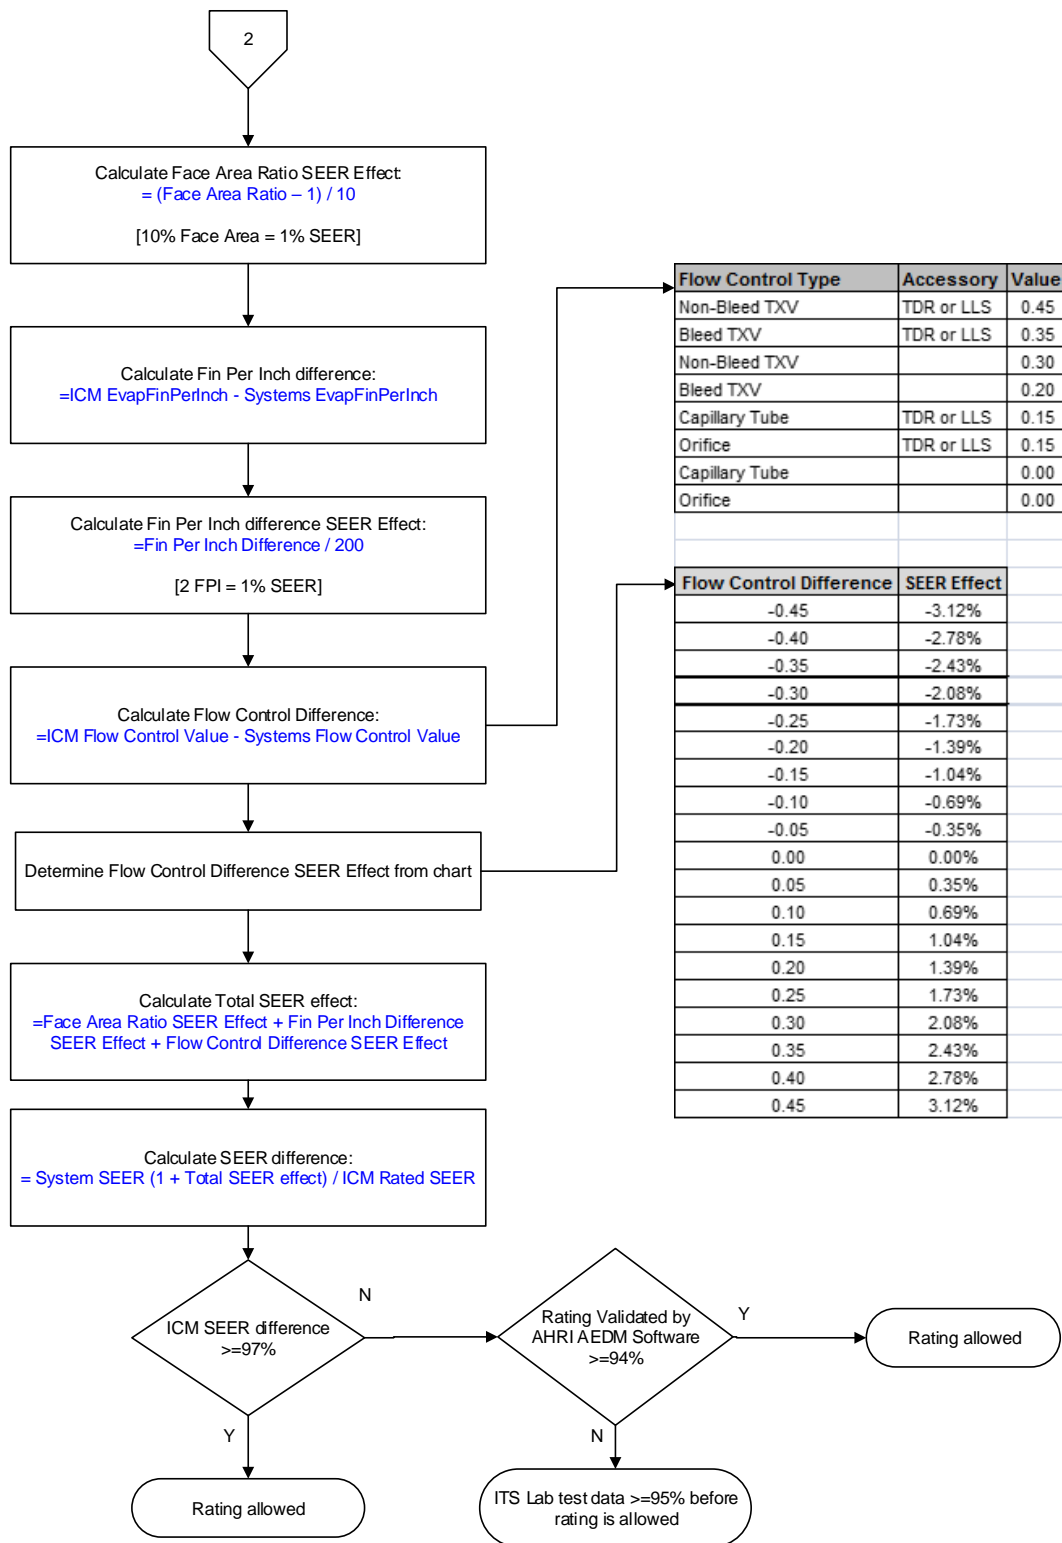 2
Calculate Face Area Ratio SEER Effect:
= (Face Area Ratio – 1) / 10
[10% Face Area = 1% SEER]
Calculate Fin Per Inch difference:
=ICM EvapFinPerInch - Systems EvapFinPerInch
Calculate Fin Per Inch difference SEER Effect:
=Fin Per Inch Difference / 200
[2 FPI = 1% SEER]
Calculate Flow Control Difference:
=ICM Flow Control Value - Systems Flow Control Value
Determine Flow Control Difference SEER Effect from chart
Calculate Total SEER effect:
=Face Area Ratio SEER Effect + Fin Per Inch Difference
SEER Effect + Flow Control Difference SEER Effect
Calculate SEER difference:
= System SEER (1 + Total SEER effect) / ICM Rated SEER
ICM SEER difference
>=97%
N
Y
Rating allowed
Rating Validated by
AHRI AEDM Software
>=94%
Y
Rating allowed
N
ITS Lab test data >=95% before
rating is allowed
Flow Control Type Accessory Value
Non-Bleed TXV TDR or LLS 0.45
Bleed TXV TDR or LLS 0.35
Non-Bleed TXV 0.30
Bleed TXV 0.20
Capillary Tube TDR or LLS 0.15
Orifice TDR or LLS 0.15
Capillary Tube 0.00
Orifice 0.00
Flow Control Difference SEER Effect
-0.45 -3.12%
-0.40 -2.78%
-0.35 -2.43%
-0.30 -2.08%
-0.25 -1.73%
-0.20 -1.39%
-0.15 -1.04%
-0.10 -0.69%
-0.05 -0.35%
0.00 0.00%
0.05 0.35%
0.10 0.69%
0.15 1.04%
0.20 1.39%
0.25 1.73%
0.30 2.08%
0.35 2.43%
0.40 2.78%
0.45 3.12%